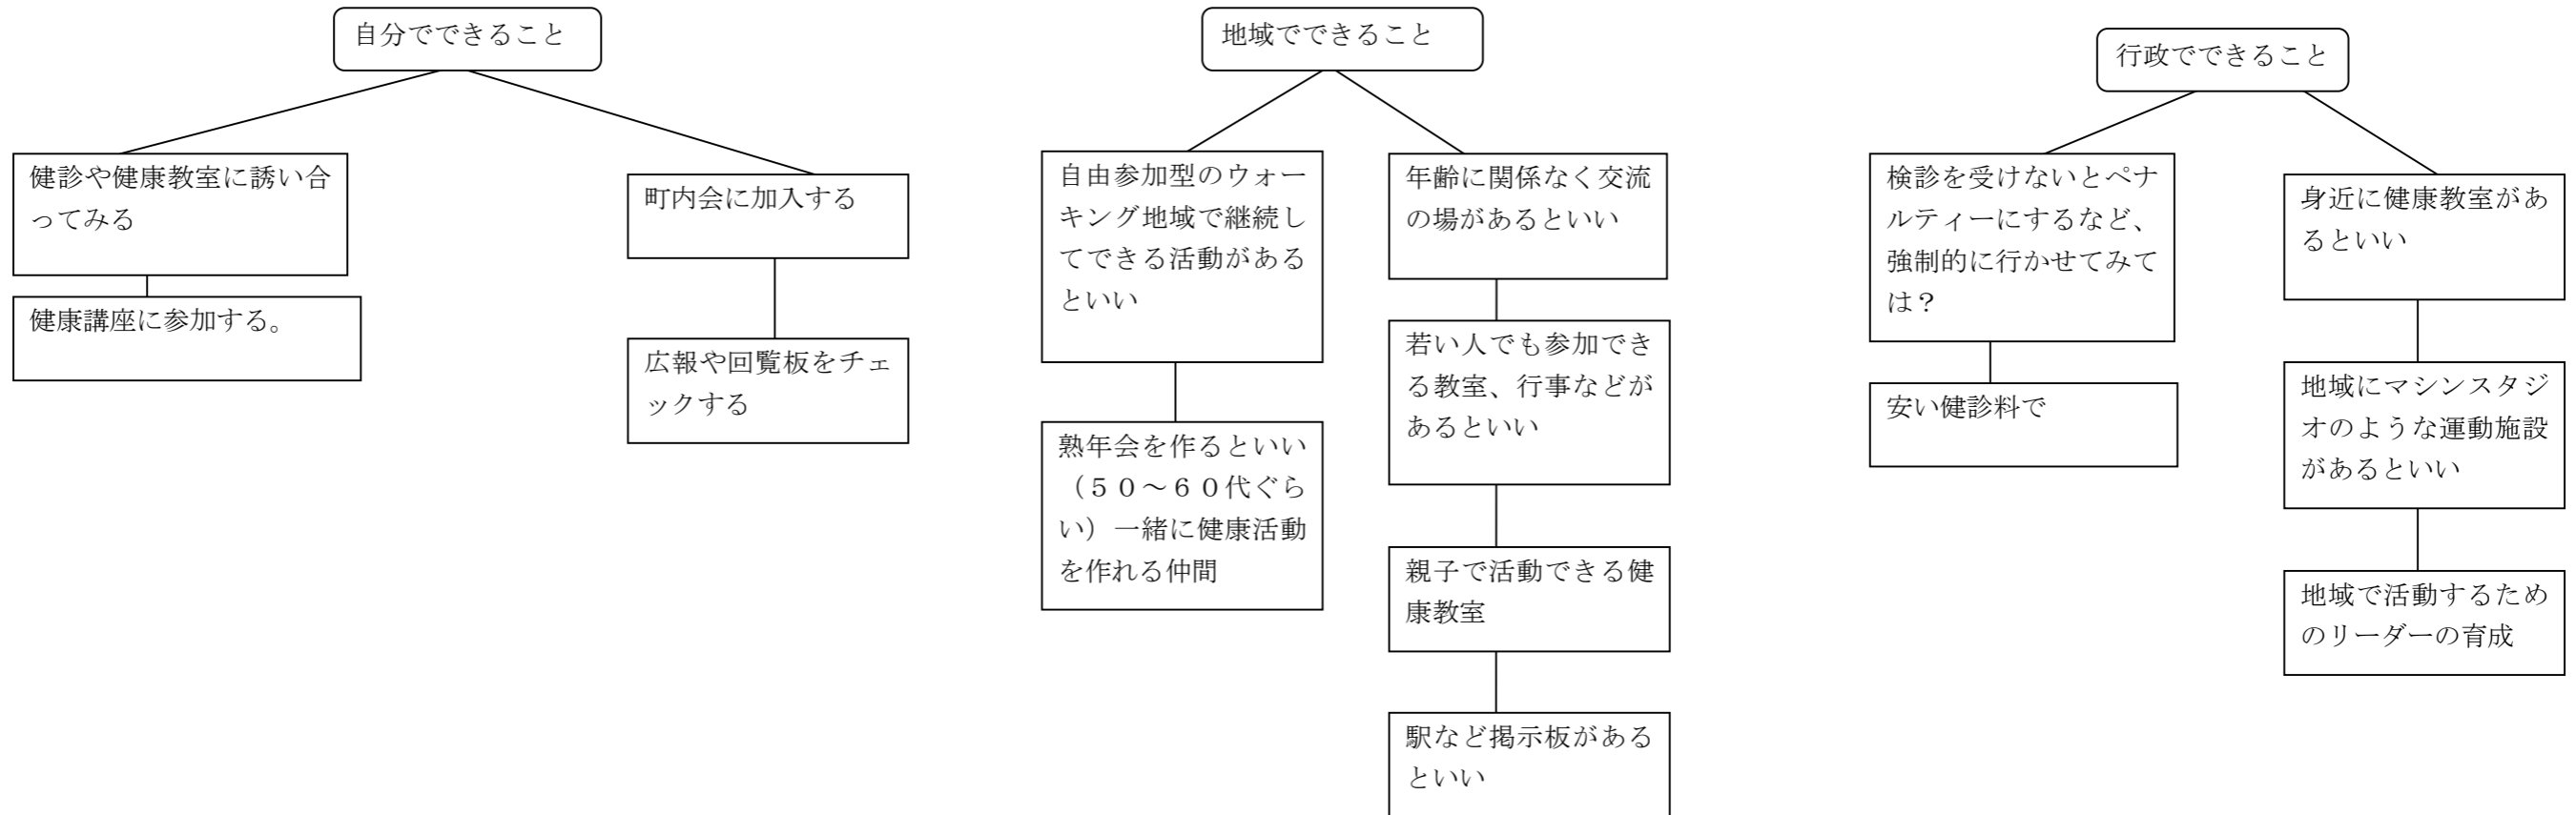 自分でできること
健診や健康教室に誘い合
ってみる
健康講座に参加する。
町内会に加入する
広報や回覧板をチェ
ックする
地域でできること
自由参加型のウォー
キング地域で継続し
てできる活動がある
といい
熟年会を作るといい
（５０～６０代ぐら
い）一緒に健康活動
を作れる仲間
年齢に関係なく交流
の場があるといい
若い人でも参加でき
る教室、行事などが
あるといい
親子で活動できる健
康教室
駅など掲示板がある
といい
行政でできること
検診を受けないとペナ
ルティーにするなど、
強制的に行かせてみて
は？
安い健診料で
身近に健康教室があ
るといい
地域にマシンスタジ
オのような運動施設
があるといい
地域で活動するため
のリーダーの育成